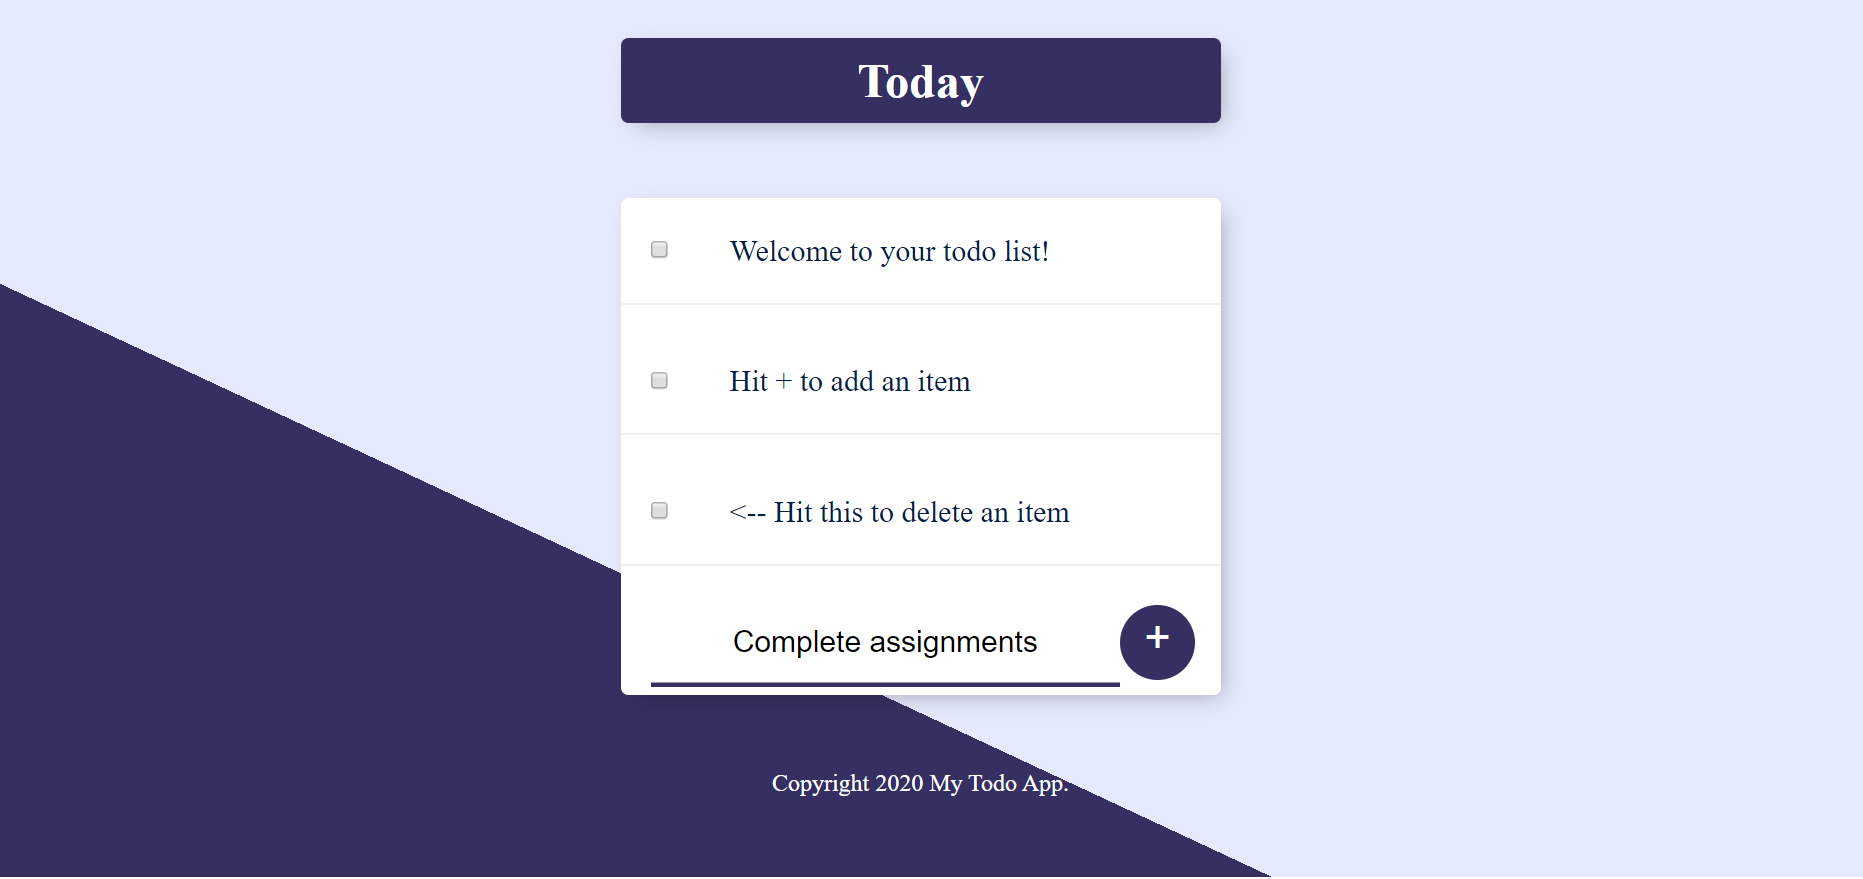 Today
Welcome to your todo list!
Hit + to add an item
<-- Hit this to delete an item
Complete assignments
+
Copyright 2020 My Todo App.